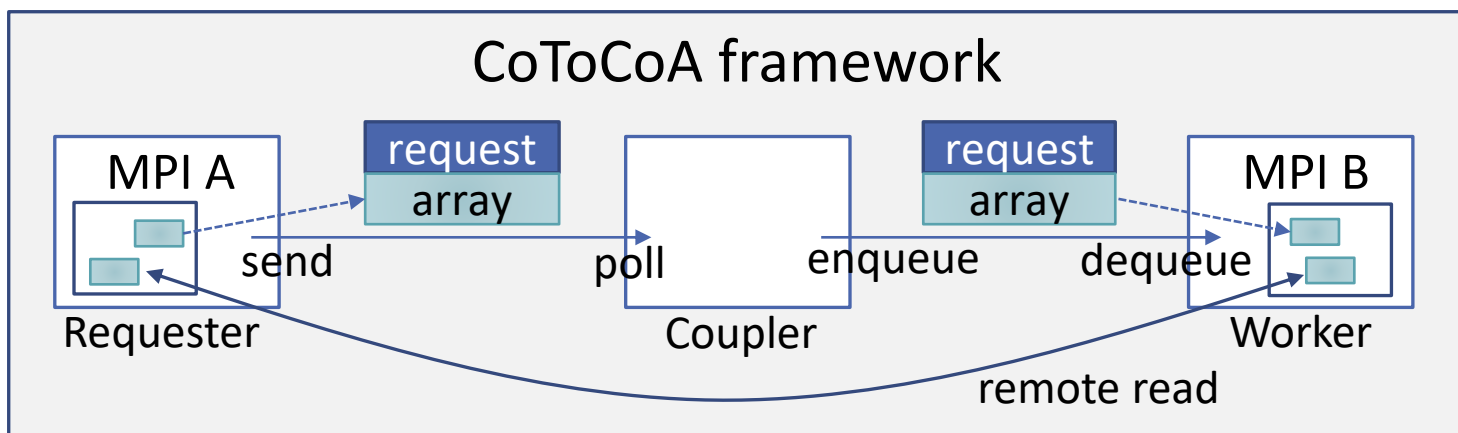 CoToCoA framework
MPI A
request
array
request
array
MPI B
send
poll
enqueue
dequeue
Requester
Coupler
Worker
remote read